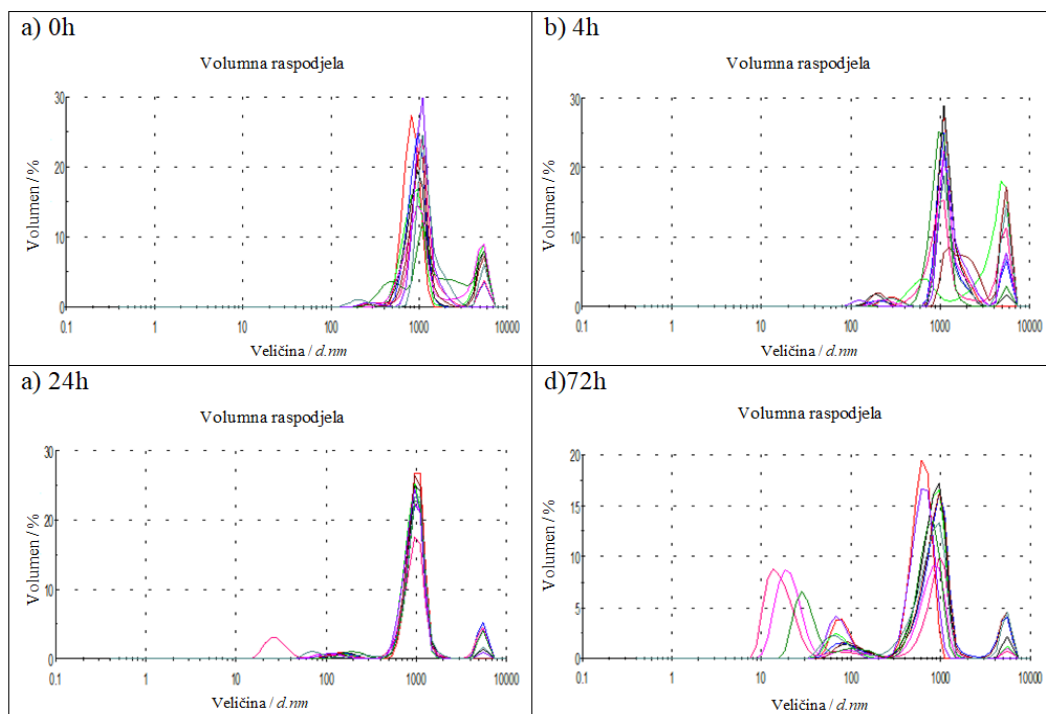 a) 0h
Volumna raspodjela
Volumen / %
30
20
10
0
0.1 1 10 100 1000 10000
Veličina / d.nm
b) 4h
Volumna raspodjela
Volumen / %
30
20
10
0
0.1 1 10 100 1000 10000
Veličina / d.nm
a) 24h
Volumna raspodjela
Volumen / %
30
20
10
0
0.1 1 10 100 1000 10000
Veličina / d.nm
d)72h
Volumna raspodjela
Volumen / %
20
15
10
5
0
0.1 1 10 100 1000 10000
Veličina / d.nm